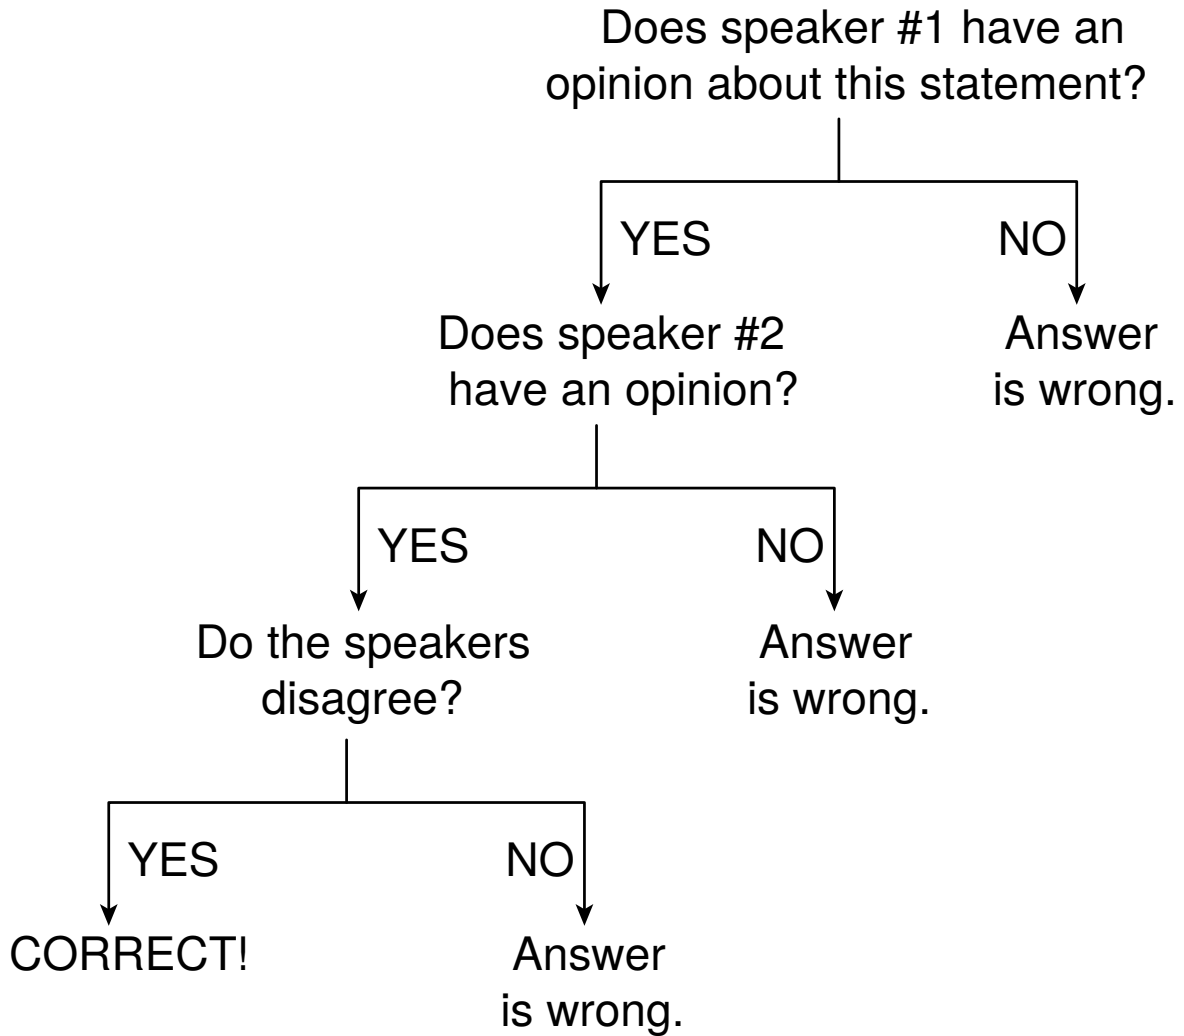 Does speaker #1 have an
opinion about this statement?
YES
NO
Does speaker #2
have an opinion?
Answer
is wrong.
YES
NO
Do the speakers
disagree?
Answer
is wrong.
YES
NO
CORRECT!
Answer
is wrong.